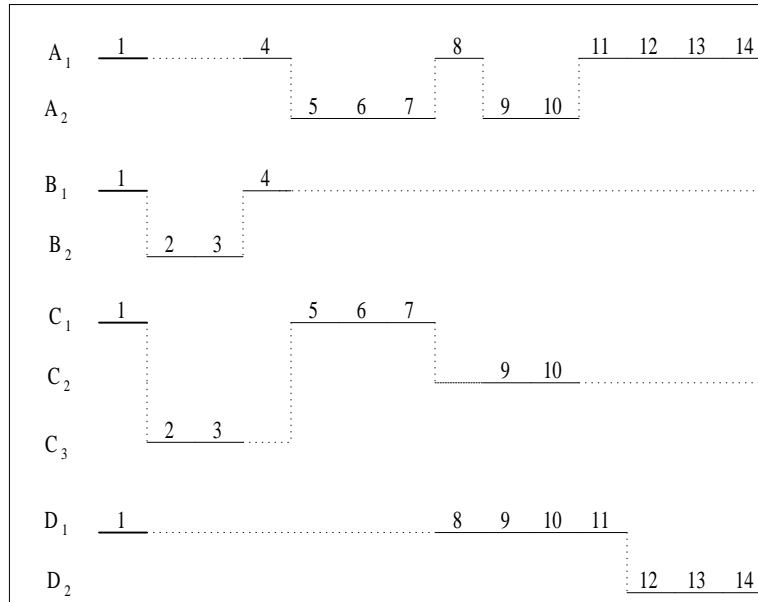 A1 1 4 8 11 12 13 14
A2 5 6 7 9 10
B1 1 4
B2 2 3
C1 1 5 6 7
C2 9 10
C3 2 3
D1 1 8 9 10 11
D2 12 13 14